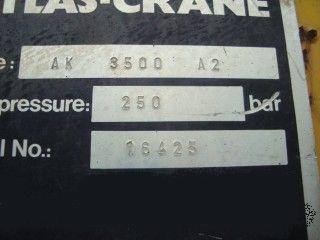 TLAS-CRANE
e: AK 3500 A2
pressure: 250 bar
l No.: 76425